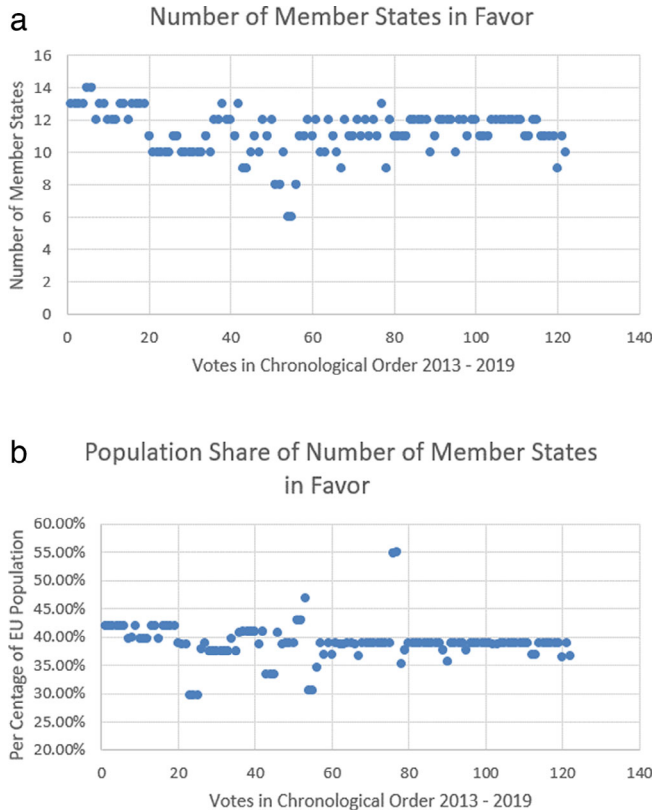 a
Number of Member States in Favor
Number of Member States
16
14
12
10
8
6
4
2
0
0 20 40 60 80 100 120 140
Votes in Chronological Order 2013 - 2019
b
Population Share of Number of Member States
in Favor
Per Centage of EU Population
60.00%
55.00%
50.00%
45.00%
40.00%
35.00%
30.00%
25.00%
20.00%
0 20 40 60 80 100 120 140
Votes in Chronological Order 2013 - 2019